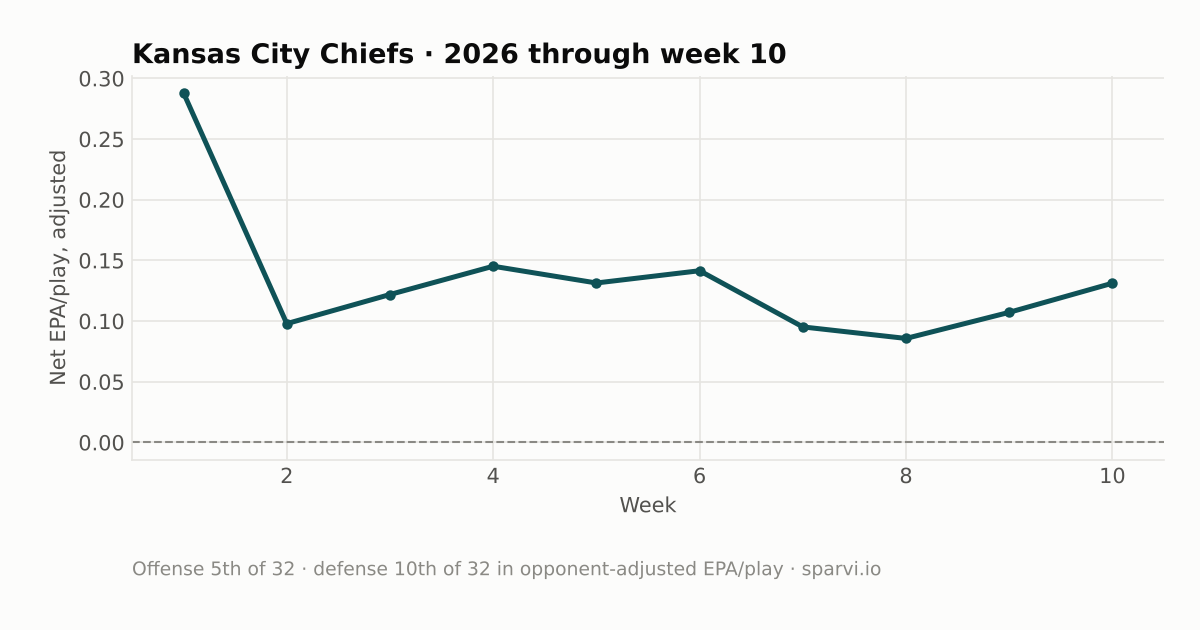 Kansas City Chiefs · 2026 through week 10
Net EPA/play, adjusted
0.30
0.25
0.20
0.15
0.10
0.05
0.00
2 4 6 8 10
Week
Offense 5th of 32 · defense 10th of 32 in opponent-adjusted EPA/play · sparvi.io